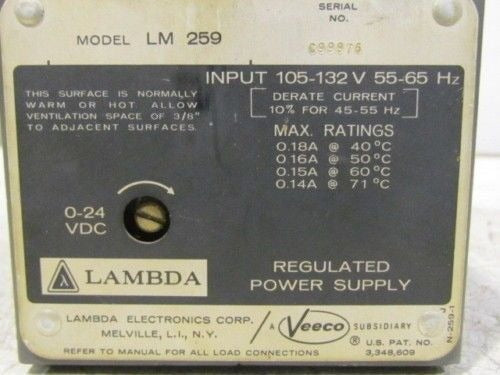 SERIAL
NO.
MODEL LM 259
C99976
INPUT 105-132 V 55-65 Hz
THIS SURFACE IS NORMALLY
WARM OR HOT ALLOW
VENTILATION SPACE OF 3/8"
TO ADJACENT SURFACES.
DERATE CURRENT
10% FOR 45-55 Hz
MAX. RATINGS
0.18A @ 40°C
0.16A @ 50°C
0.15A @ 60°C
0.14A @ 71°C
0-24
VDC
λ LAMBDA
REGULATED
POWER SUPPLY
LAMBDA ELECTRONICS CORP.
MELVILLE, L.I., N.Y.
/ A Veeco SUBSIDIARY
REFER TO MANUAL FOR ALL LOAD CONNECTIONS
® U.S. PAT. NO.
3,348,609
N-259-1